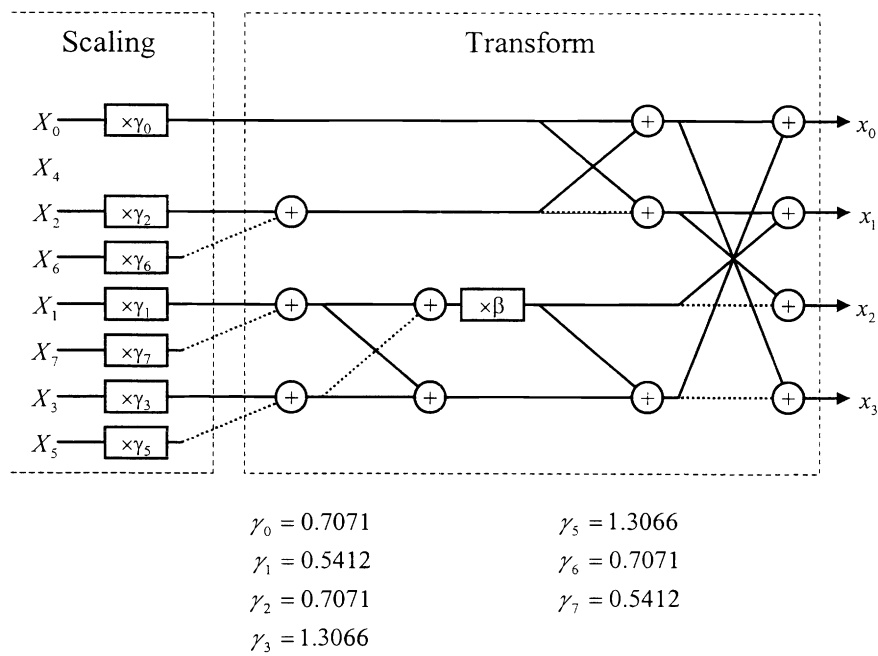 Scaling
Transform
X₀ ×γ₀ + + x₀
X₄
X₂ ×γ₂ + + + x₁
X₆ ×γ₆
X₁ ×γ₁ + + ×β + x₂
X₇ ×γ₇
X₃ ×γ₃ + + + + x₃
X₅ ×γ₅
γ₀ = 0.7071
γ₁ = 0.5412
γ₂ = 0.7071
γ₃ = 1.3066
γ₅ = 1.3066
γ₆ = 0.7071
γ₇ = 0.5412